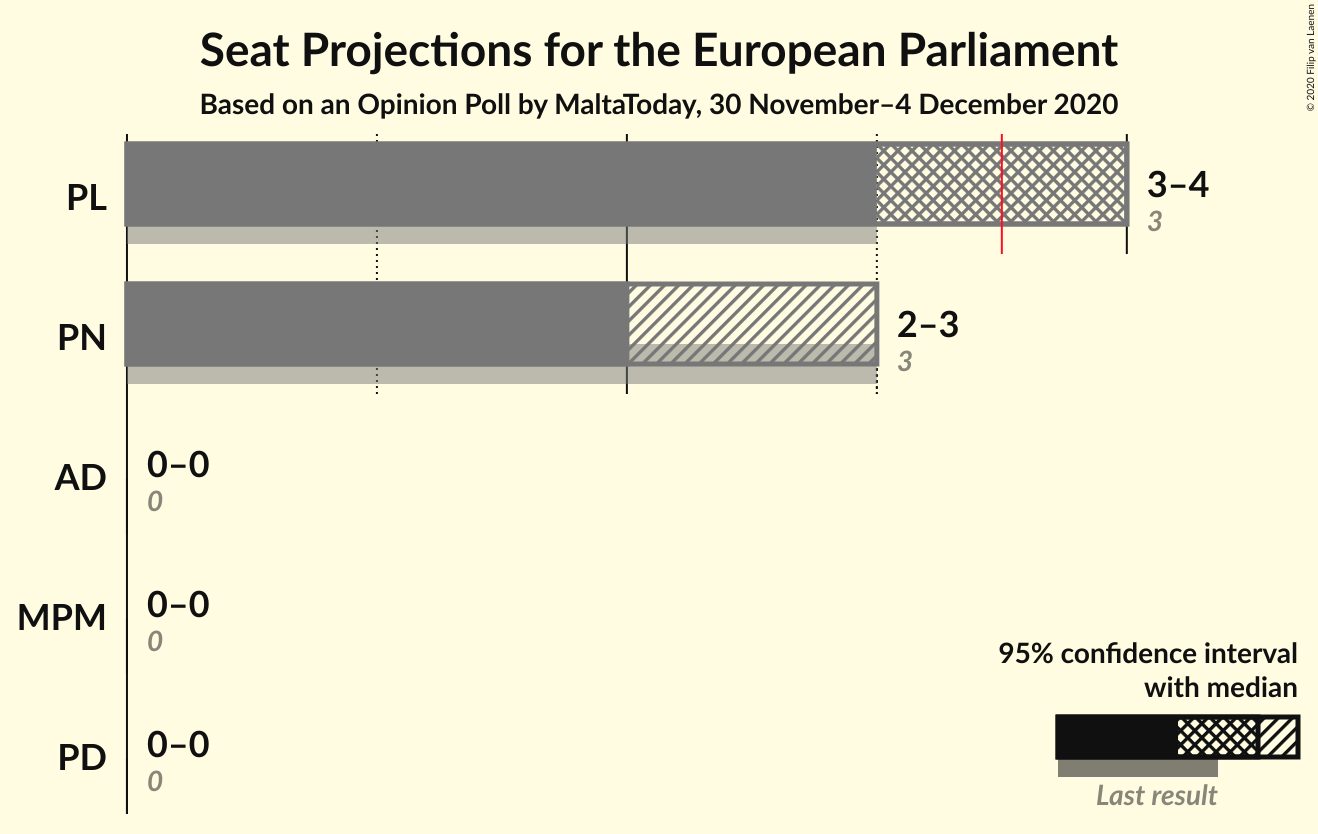 Seat Projections for the European Parliament
Based on an Opinion Poll by MaltaToday, 30 November–4 December 2020
© 2020 Filip van Laenen
PL
3–4
3
PN
2–3
3
AD
0–0
0
MPM
0–0
0
PD
0–0
0
95% confidence interval
with median
Last result